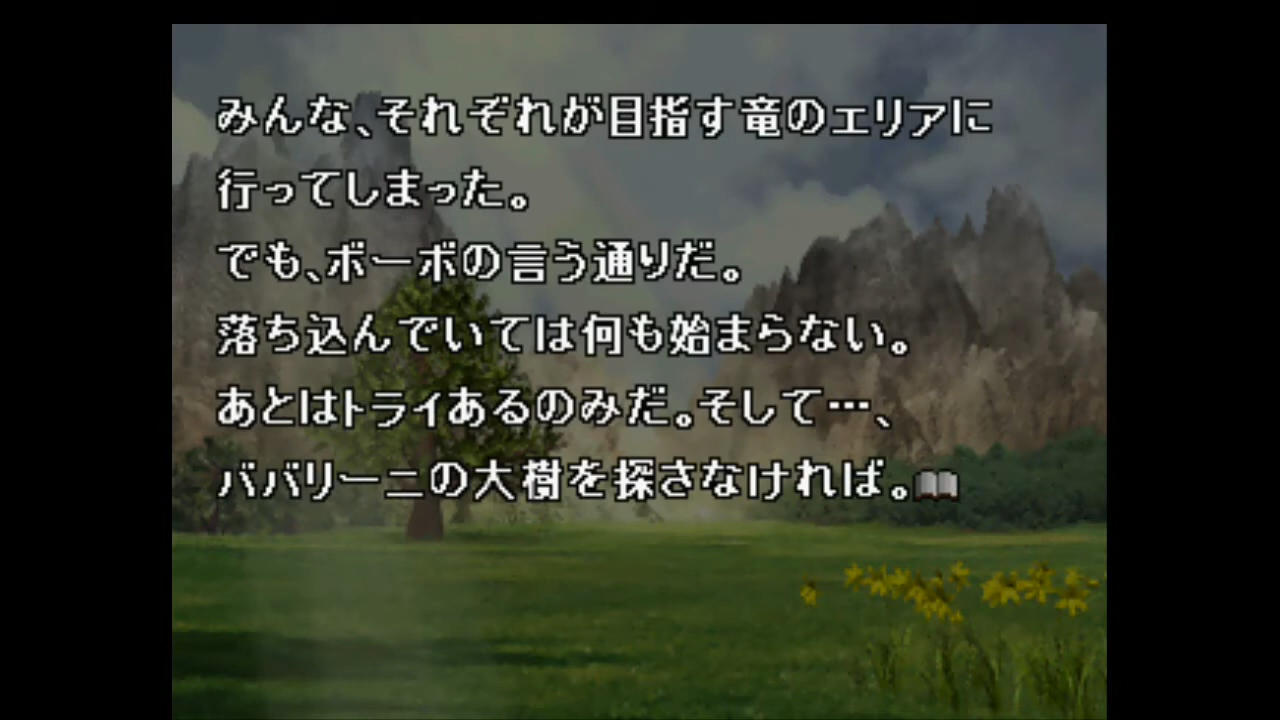 みんな、それぞれが目指す竜のエリアに
行ってしまった。
でも、ボーボの言う通りだ。
落ち込んでいては何も始まらない。
あとはトライあるのみだ。そして…、
ババリーニの大樹を探さなければ。